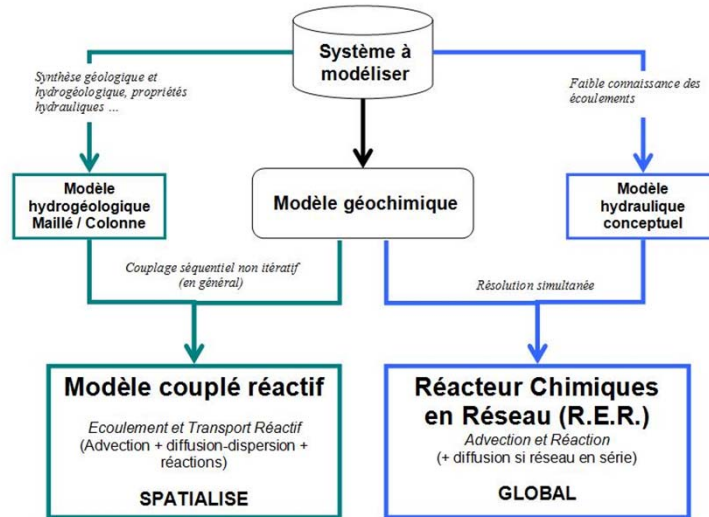 Système à
modéliser
Synthèse géologique et
hydrogéologique, propriétés
hydrauliques ...
Faible connaissance des
écoulements
Modèle
hydrogéologique
Maillé / Colonne
Modèle géochimique
Modèle
hydraulique
conceptuel
Couplage séquentiel non itératif
(en général)
Résolution simultanée
Modèle couplé réactif
Ecoulement et Transport Réactif
(Advection + diffusion-dispersion +
réactions)
SPATIALISE
Réacteur Chimiques
en Réseau (R.E.R.)
Advection et Réaction
(+ diffusion si réseau en série)
GLOBAL